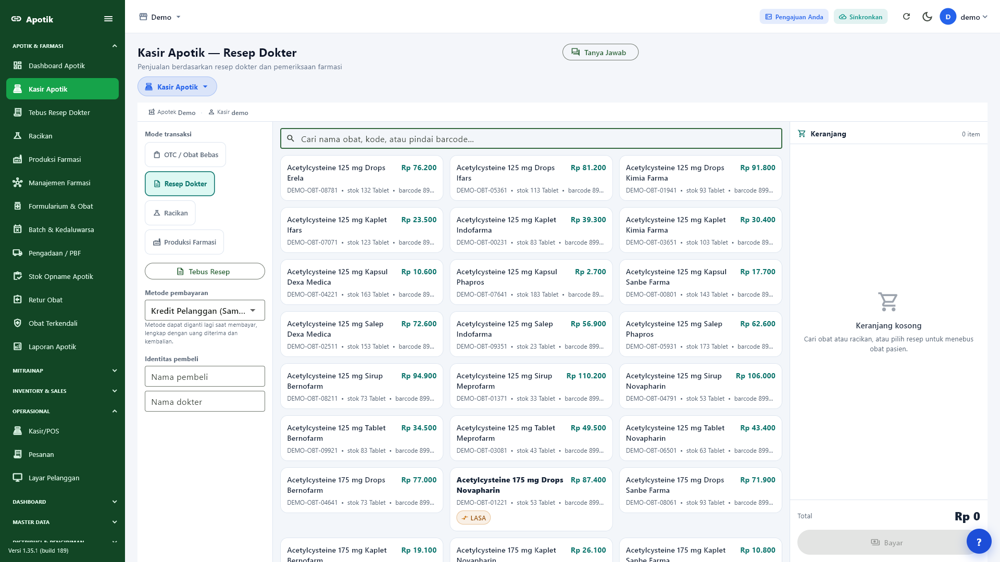 Apotik
APOTIK & FARMASI
Dashboard Apotik
Kasir Apotik
Tebus Resep Dokter
Racikan
Produksi Farmasi
Manajemen Farmasi
Formularium & Obat
Batch & Kedaluwarsa
Pengadaan / PBF
Stok Opname Apotik
Retur Obat
Obat Terkendali
Laporan Apotik
MITRAINAP
INVENTORY & SALES
OPERASIONAL
Kasir/POS
Pesanan
Layar Pelanggan
DASHBOARD
MASTER DATA
Versi 1.35.1 (build 189)
Demo
Pengajuan Anda
Sinkronkan
D
demo
Kasir Apotik — Resep Dokter
Penjualan berdasarkan resep dokter dan pemeriksaan farmasi
Tanya Jawab
Kasir Apotik
Apotek Demo · Kasir demo
Mode transaksi
OTC / Obat Bebas
Resep Dokter
Racikan
Produksi Farmasi
Tebus Resep
Metode pembayaran
Kredit Pelanggan (Sam...
Metode dapat diganti lagi saat membayar,
lengkap dengan uang diterima dan
kembalian.
Identitas pembeli
Nama pembeli
Nama dokter
Cari nama obat, kode, atau pindai barcode...
Acetylcysteine 125 mg Drops Rp 76.200
Erela
DEMO-OBT-08781 • stok 132 Tablet • barcode 89...
Acetylcysteine 125 mg Drops Rp 81.200
Ifars
DEMO-OBT-05361 • stok 113 Tablet • barcode 89...
Acetylcysteine 125 mg Drops Rp 91.800
Kimia Farma
DEMO-OBT-01941 • stok 93 Tablet • barcode 899...
Acetylcysteine 125 mg Kaplet Rp 23.500
Ifars
DEMO-OBT-07071 • stok 123 Tablet • barcode 89...
Acetylcysteine 125 mg Kaplet Rp 39.300
Indofarma
DEMO-OBT-00231 • stok 83 Tablet • barcode 899...
Acetylcysteine 125 mg Kaplet Rp 30.400
Kimia Farma
DEMO-OBT-03651 • stok 103 Tablet • barcode 89...
Acetylcysteine 125 mg Kapsul Rp 10.600
Dexa Medica
DEMO-OBT-04221 • stok 163 Tablet • barcode 89...
Acetylcysteine 125 mg Kapsul Rp 2.700
Phapros
DEMO-OBT-07641 • stok 183 Tablet • barcode 89...
Acetylcysteine 125 mg Kapsul Rp 17.700
Sanbe Farma
DEMO-OBT-00801 • stok 143 Tablet • barcode 89...
Acetylcysteine 125 mg Salep Rp 72.600
Dexa Medica
DEMO-OBT-02511 • stok 153 Tablet • barcode 89...
Acetylcysteine 125 mg Salep Rp 56.900
Indofarma
DEMO-OBT-09351 • stok 23 Tablet • barcode 899...
Acetylcysteine 125 mg Salep Rp 62.600
Phapros
DEMO-OBT-05931 • stok 173 Tablet • barcode 89...
Acetylcysteine 125 mg Sirup Rp 94.900
Bernofarm
DEMO-OBT-08211 • stok 73 Tablet • barcode 899...
Acetylcysteine 125 mg Sirup Rp 110.200
Meprofarm
DEMO-OBT-01371 • stok 33 Tablet • barcode 899...
Acetylcysteine 125 mg Sirup Rp 106.000
Novapharin
DEMO-OBT-04791 • stok 53 Tablet • barcode 899...
Acetylcysteine 125 mg Tablet Rp 34.500
Bernofarm
DEMO-OBT-09921 • stok 83 Tablet • barcode 899...
Acetylcysteine 125 mg Tablet Rp 49.500
Meprofarm
DEMO-OBT-03081 • stok 43 Tablet • barcode 899...
Acetylcysteine 125 mg Tablet Rp 43.400
Novapharin
DEMO-OBT-06501 • stok 63 Tablet • barcode 899...
Acetylcysteine 175 mg Drops Rp 77.000
Bernofarm
DEMO-OBT-04641 • stok 73 Tablet • barcode 899...
Acetylcysteine 175 mg Drops Rp 87.400
Novapharin
DEMO-OBT-01221 • stok 53 Tablet • barcode 899...
LASA
Acetylcysteine 175 mg Drops Rp 71.900
Sanbe Farma
DEMO-OBT-08061 • stok 93 Tablet • barcode 899...
Acetylcysteine 175 mg Kaplet Rp 19.100
Bernofarm
Acetylcysteine 175 mg Kaplet Rp 26.100
Novapharin
Acetylcysteine 175 mg Kaplet Rp 10.800
Sanbe Farma
Keranjang
0 item
Keranjang kosong
Cari obat atau racikan, atau pilih resep untuk menebus
obat pasien.
Total Rp 0
Bayar
?